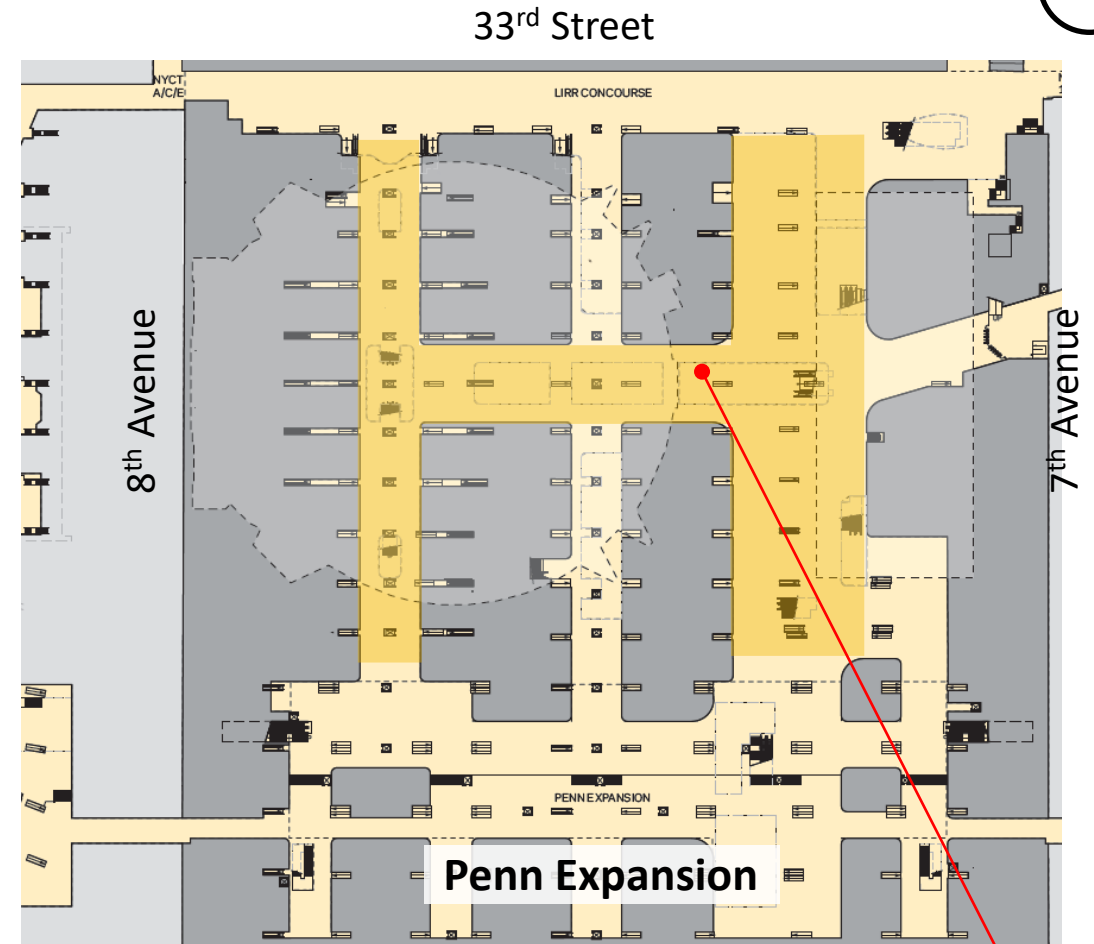 33rd Street
NYCT
A/C/E
LIRR CONCOURSE
8th Avenue
7th Avenue
PENN EXPANSION
Penn Expansion